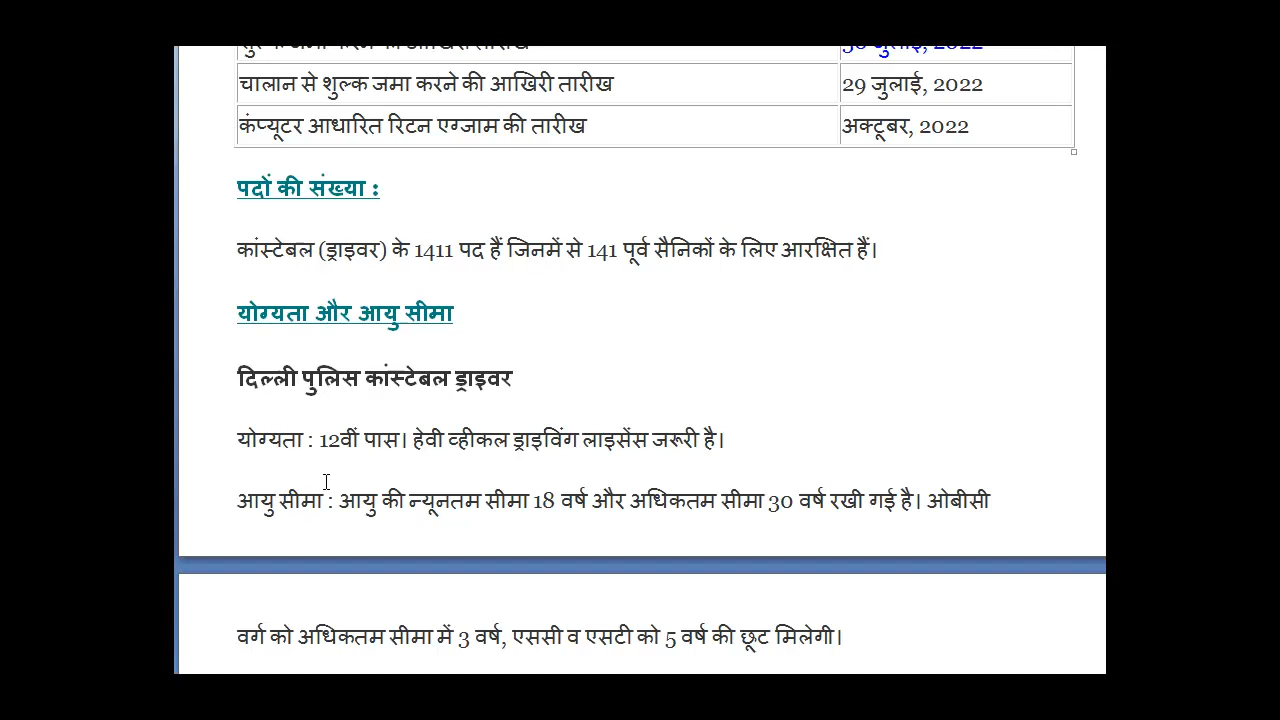 30 जुलाई, 2022
चालान से शुल्क जमा करने की आखिरी तारीख 29 जुलाई, 2022
कंप्यूटर आधारित रिटन एग्जाम की तारीख अक्टूबर, 2022
पदों की संख्या :
कांस्टेबल (ड्राइवर) के 1411 पद हैं जिनमें से 141 पूर्व सैनिकों के लिए आरक्षित हैं।
योग्यता और आयु सीमा
दिल्ली पुलिस कांस्टेबल ड्राइवर
योग्यता : 12वीं पास। हेवी व्हीकल ड्राइविंग लाइसेंस जरूरी है।
आयु सीमा : आयु की न्यूनतम सीमा 18 वर्ष और अधिकतम सीमा 30 वर्ष रखी गई है। ओबीसी
वर्ग को अधिकतम सीमा में 3 वर्ष, एससी व एसटी को 5 वर्ष की छूट मिलेगी।